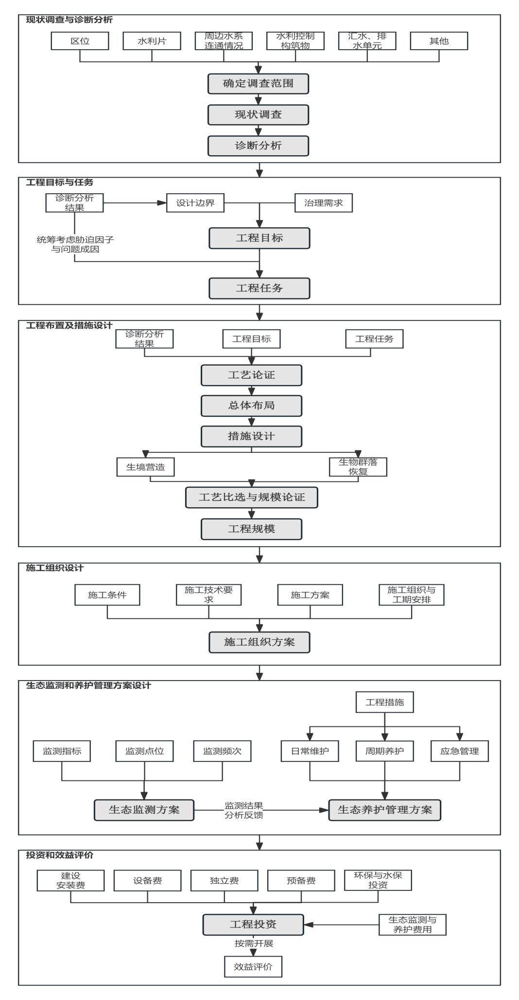 现状调查与诊断分析
区位
水利片
周边水系
连通情况
水利控制
构筑物
汇水、排
水单元
其他
确定调查范围
现状调查
诊断分析
工程目标与任务
诊断分析
结果
设计边界
治理需求
工程目标
统筹考虑胁迫因子
与问题成因
工程任务
工程布置及措施设计
诊断分析
结果
工程目标
工程任务
工艺论证
总体布局
措施设计
生境营造
生物群落
恢复
工艺比选与规模论证
工程规模
施工组织设计
施工条件
施工技术要
求
施工方案
施工组织与
工期安排
施工组织方案
生态监测和养护管理方案设计
工程措施
监测指标
监测点位
监测频次
日常维护
周期养护
应急管理
生态监测方案
监测结果
分析反馈
生态养护管理方案
投资和效益评价
建设
安装费
设备费
独立费
预备费
环保与水保
投资
工程投资
生态监测与
养护费用
按需开展
效益评价